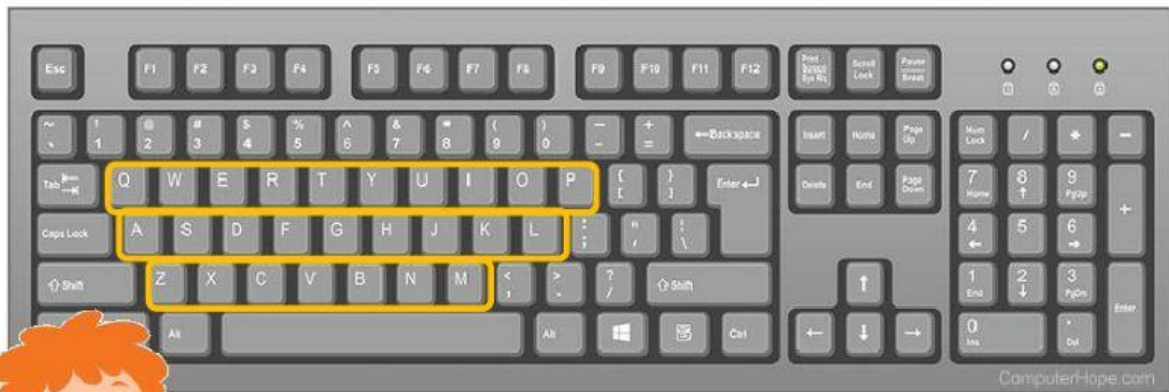 Esc F1 F2 F3 F4 F5 F6 F7 F8 F9 F10 F11 F12 Print Screen Sys Rq Scroll Lock Pause Break
~ ` ! 1 @ 2 # 3 $ 4 % 5 ^ 6 & 7 * 8 ( 9 ) 0 — - + = ←Backspace Insert Home Page Up Num Lock / * -
Tab Q W E R T Y U I O P { [ } ] Enter Delete End Page Down 7 Home 8 ↑ 9 PgUp +
Caps Lock A S D F G H J K L : ; " ' | \ 4 ← 5 6 →
⇧ Shift Z X C V B N M < , > . ? / ⇧ Shift ↑ 1 End 2 ↓ 3 PgDn Enter
Alt Alt Ctrl ← ↓ → 0 Ins . Del
ComputerHope.com